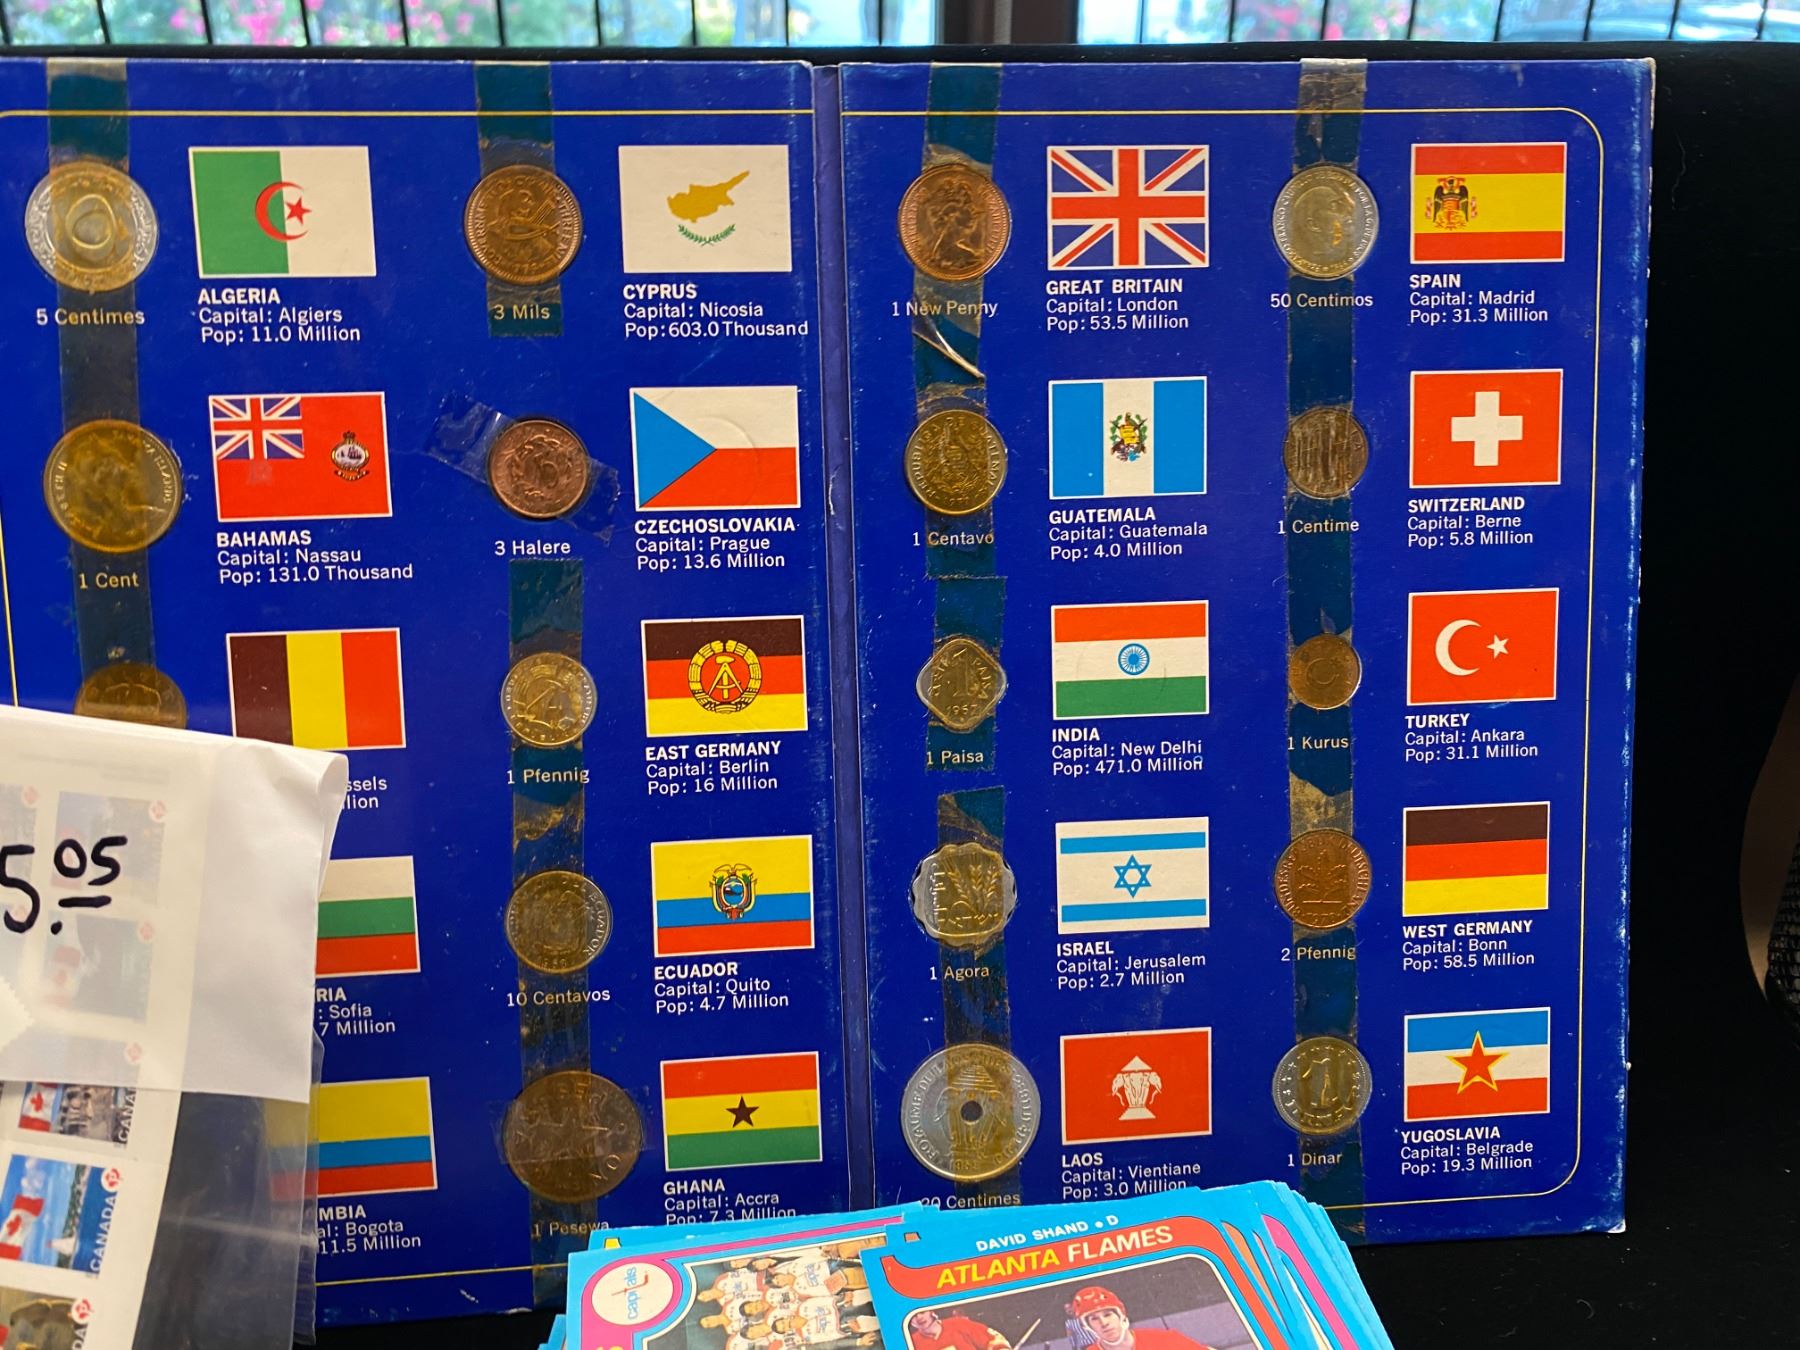 5 Centimes
ALGERIA
Capital: Algiers
Pop: 11.0 Million
3 Mils
CYPRUS
Capital: Nicosia
Pop: 603.0 Thousand
1 Cent
BAHAMAS
Capital: Nassau
Pop: 131.0 Thousand
3 Halere
CZECHOSLOVAKIA
Capital: Prague
Pop: 13.6 Million
ssels
lion
1 Pfennig
EAST GERMANY
Capital: Berlin
Pop: 16 Million
RIA
: Sofia
7 Million
10 Centavos
ECUADOR
Capital: Quito
Pop: 4.7 Million
MBIA
al: Bogota
11.5 Million
1 Pesewa
GHANA
Capital: Accra
Pop: 7.3 Million
1 New Penny
GREAT BRITAIN
Capital: London
Pop: 53.5 Million
50 Centimos
SPAIN
Capital: Madrid
Pop: 31.3 Million
1 Centavo
GUATEMALA
Capital: Guatemala
Pop: 4.0 Million
1 Centime
SWITZERLAND
Capital: Berne
Pop: 5.8 Million
1 PAISA
1967
1 Paisa
INDIA
Capital: New Delhi
Pop: 471.0 Million
1 Kurus
TURKEY
Capital: Ankara
Pop: 31.1 Million
1 Agora
ISRAEL
Capital: Jerusalem
Pop: 2.7 Million
2 Pfennig
WEST GERMANY
Capital: Bonn
Pop: 58.5 Million
20 Centimes
LAOS
Capital: Vientiane
Pop: 3.0 Million
1
1 Dinar
YUGOSLAVIA
Capital: Belgrade
Pop: 19.3 Million
5.05
CANADA
CANADA
capitals
DAVID SHAND • D
ATLANTA FLAMES